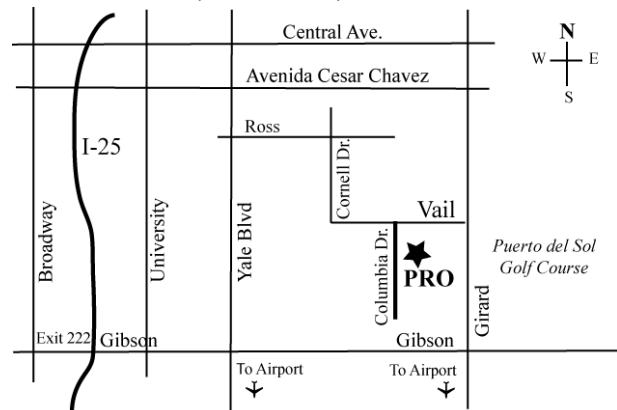 Central Ave.
N
W
E
S
Avenida Cesar Chavez
Ross
I-25
Cornell Dr.
Vail
Broadway
University
Yale Blvd
Columbia Dr.
PRO
Puerto del Sol
Golf Course
Girard
Exit 222
Gibson
Gibson
To Airport
To Airport